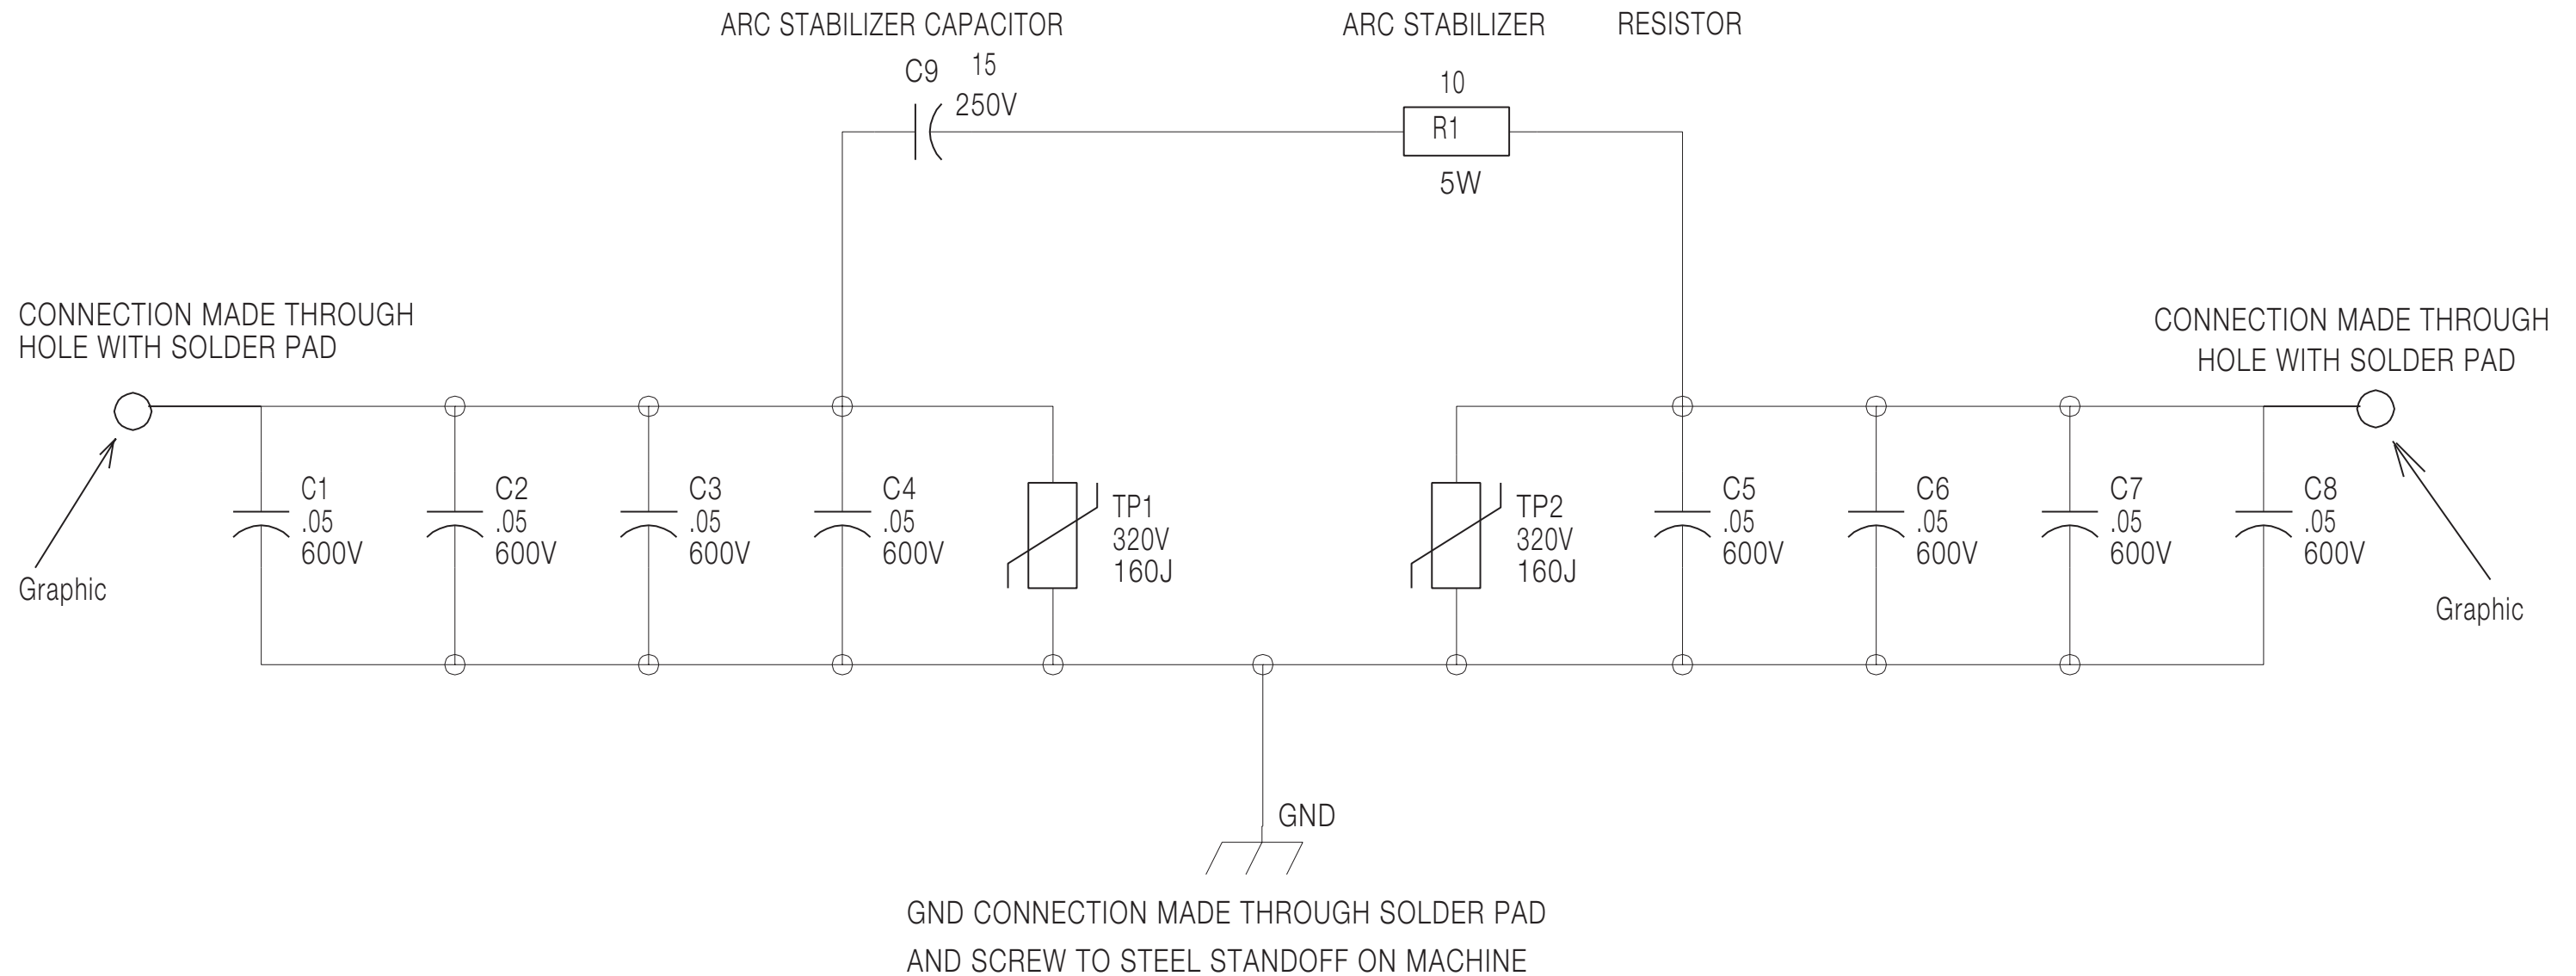 ARC STABILIZER CAPACITOR
C9
15
250V
ARC STABILIZER RESISTOR
10
R1
5W
CONNECTION MADE THROUGH
HOLE WITH SOLDER PAD
CONNECTION MADE THROUGH
HOLE WITH SOLDER PAD
C1
.05
600V
C2
.05
600V
C3
.05
600V
C4
.05
600V
TP1
320V
160J
TP2
320V
160J
C5
.05
600V
C6
.05
600V
C7
.05
600V
C8
.05
600V
Graphic
Graphic
GND
GND CONNECTION MADE THROUGH SOLDER PAD
AND SCREW TO STEEL STANDOFF ON MACHINE